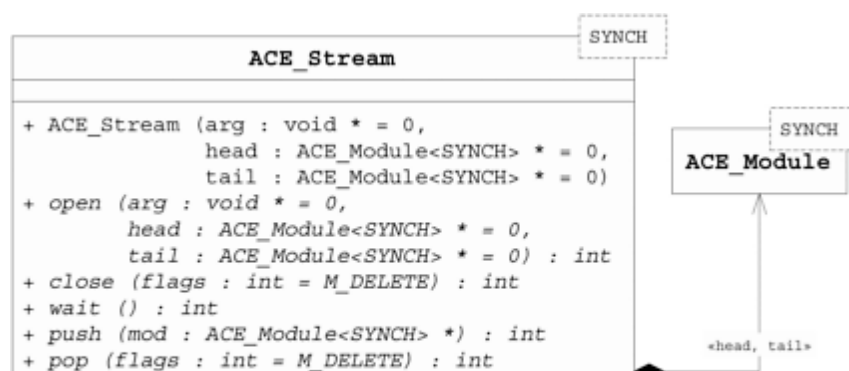 SYNCH
ACE_Stream
+ ACE_Stream (arg : void * = 0,
head : ACE_Module<SYNCH> * = 0,
tail : ACE_Module<SYNCH> * = 0)
+ open (arg : void * = 0,
head : ACE_Module<SYNCH> * = 0,
tail : ACE_Module<SYNCH> * = 0) : int
+ close (flags : int = M_DELETE) : int
+ wait () : int
+ push (mod : ACE_Module<SYNCH> *) : int
+ pop (flags : int = M_DELETE) : int
SYNCH
ACE_Module
«head, tail»